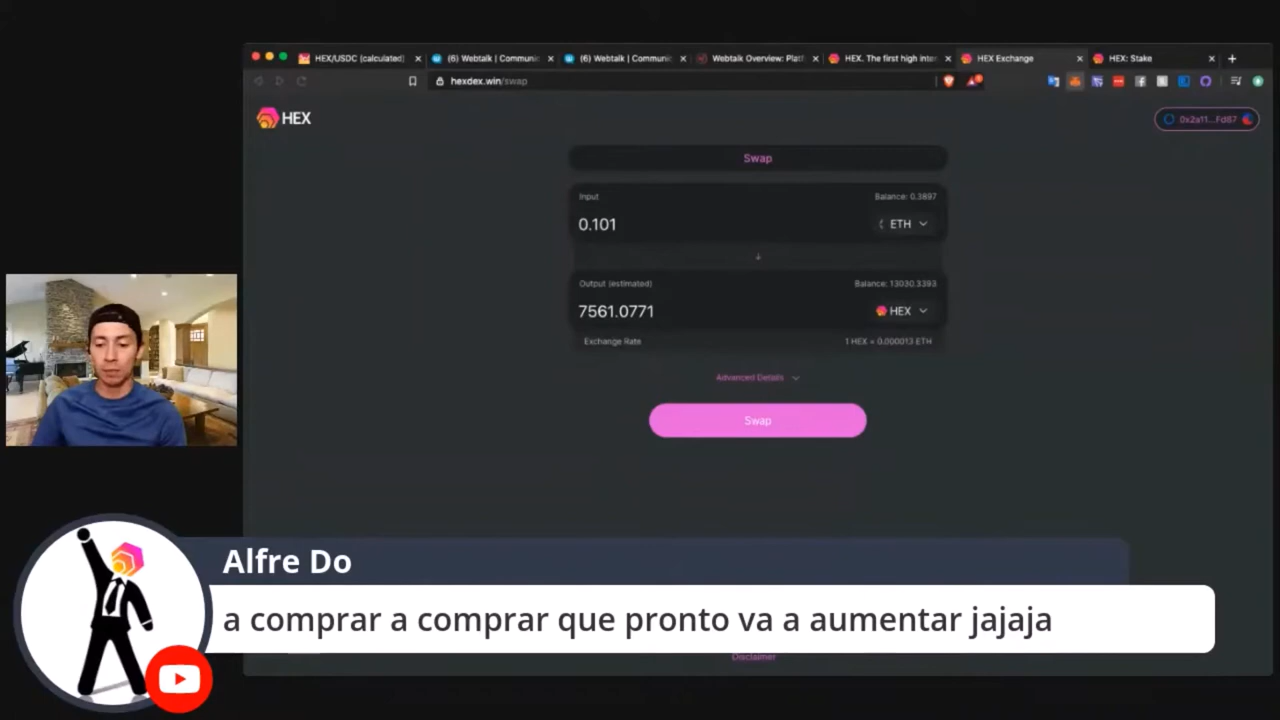 HEX/USDC (calculated)
(6) Webtalk | Communic
(6) Webtalk | Communic
Webtalk Overview: Platf
HEX. The first high inter
HEX Exchange
HEX: Stake
hexdex.win/swap
HEX
0x2a11...Fd87
Swap
Input
Balance: 0.3897
0.101
ETH
Output (estimated)
Balance: 13030.3393
7561.0771
HEX
Exchange Rate
1 HEX = 0.000013 ETH
Advanced Details
Swap
Alfre Do
a comprar a comprar que pronto va a aumentar jajaja
Disclaimer